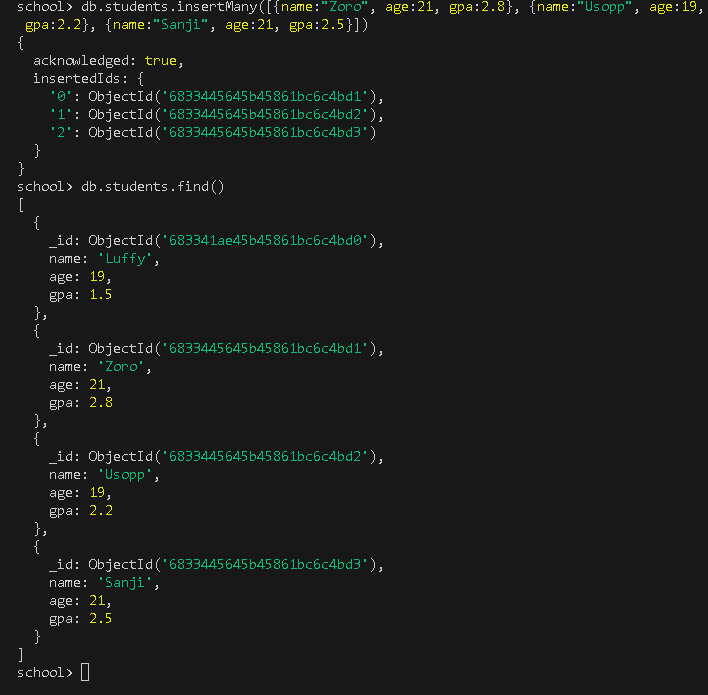 school> db.students.insertMany([{name:"Zoro", age:21, gpa:2.8}, {name:"Usopp", age:19,
 gpa:2.2}, {name:"Sanji", age:21, gpa:2.5}])
{
  acknowledged: true,
  insertedIds: {
    '0': ObjectId('6833445645b45861bc6c4bd1'),
    '1': ObjectId('6833445645b45861bc6c4bd2'),
    '2': ObjectId('6833445645b45861bc6c4bd3')
  }
}
school> db.students.find()
[
  {
    _id: ObjectId('683341ae45b45861bc6c4bd0'),
    name: 'Luffy',
    age: 19,
    gpa: 1.5
  },
  {
    _id: ObjectId('6833445645b45861bc6c4bd1'),
    name: 'Zoro',
    age: 21,
    gpa: 2.8
  },
  {
    _id: ObjectId('6833445645b45861bc6c4bd2'),
    name: 'Usopp',
    age: 19,
    gpa: 2.2
  },
  {
    _id: ObjectId('6833445645b45861bc6c4bd3'),
    name: 'Sanji',
    age: 21,
    gpa: 2.5
  }
]
school>